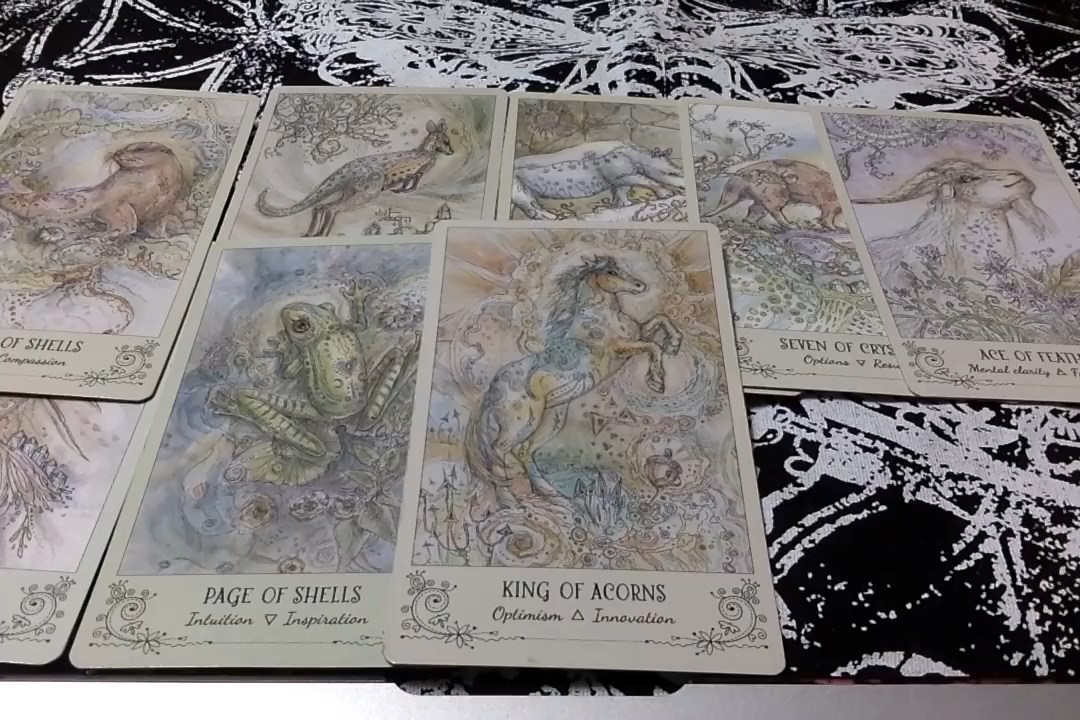 OF SHELLS
Compassion
SEVEN OF CRYS
Options ▽ Resu
ACE OF FEATH
Mental clarity △ F
PAGE OF SHELLS
Intuition ▽ Inspiration
KING OF ACORNS
Optimism △ Innovation